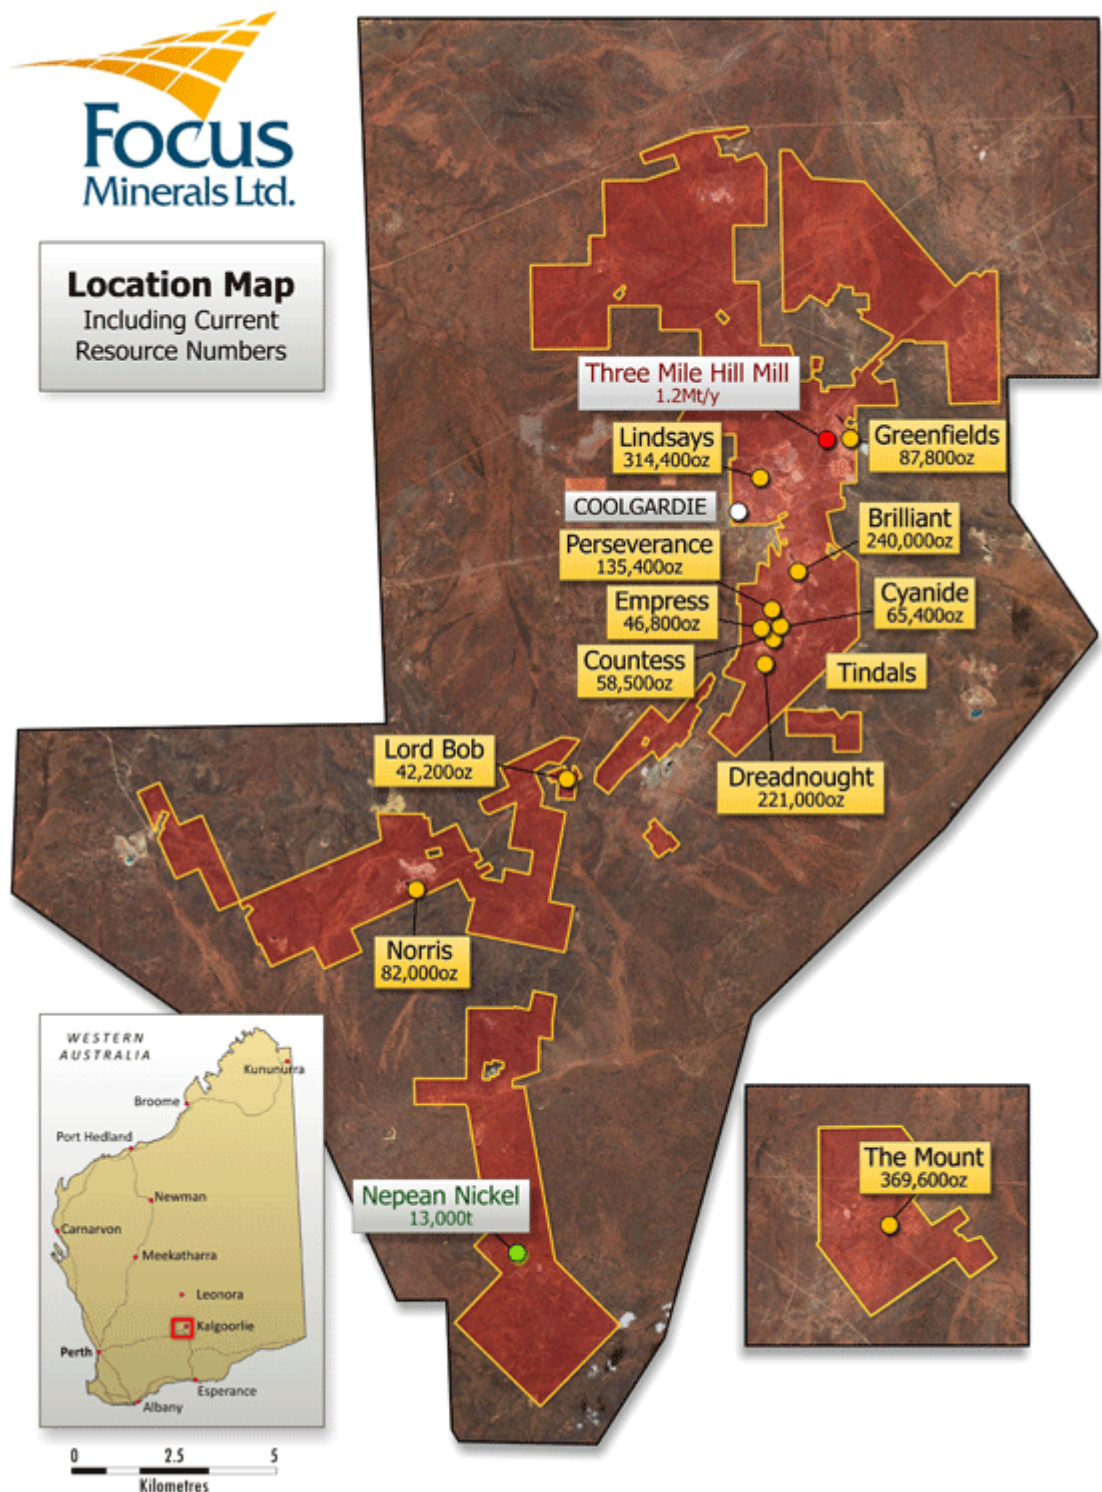 Focus
Minerals Ltd.
Location Map
Including Current
Resource Numbers
Three Mile Hill Mill
1.2Mt/y
Lindsays
314,400oz
Greenfields
87,800oz
COOLGARDIE
Brilliant
240,000oz
Perseverance
135,400oz
Empress
46,800oz
Cyanide
65,400oz
Countess
58,500oz
Tindals
Lord Bob
42,200oz
Dreadnought
221,000oz
Norris
82,000oz
WESTERN
AUSTRALIA
Kununurra
Broome
Port Hedland
Newman
Carnarvon
Meekatharra
Leonora
Kalgoorlie
Perth
Esperance
Albany
0 2.5 5
Kilometres
Nepean Nickel
13,000t
The Mount
369,600oz